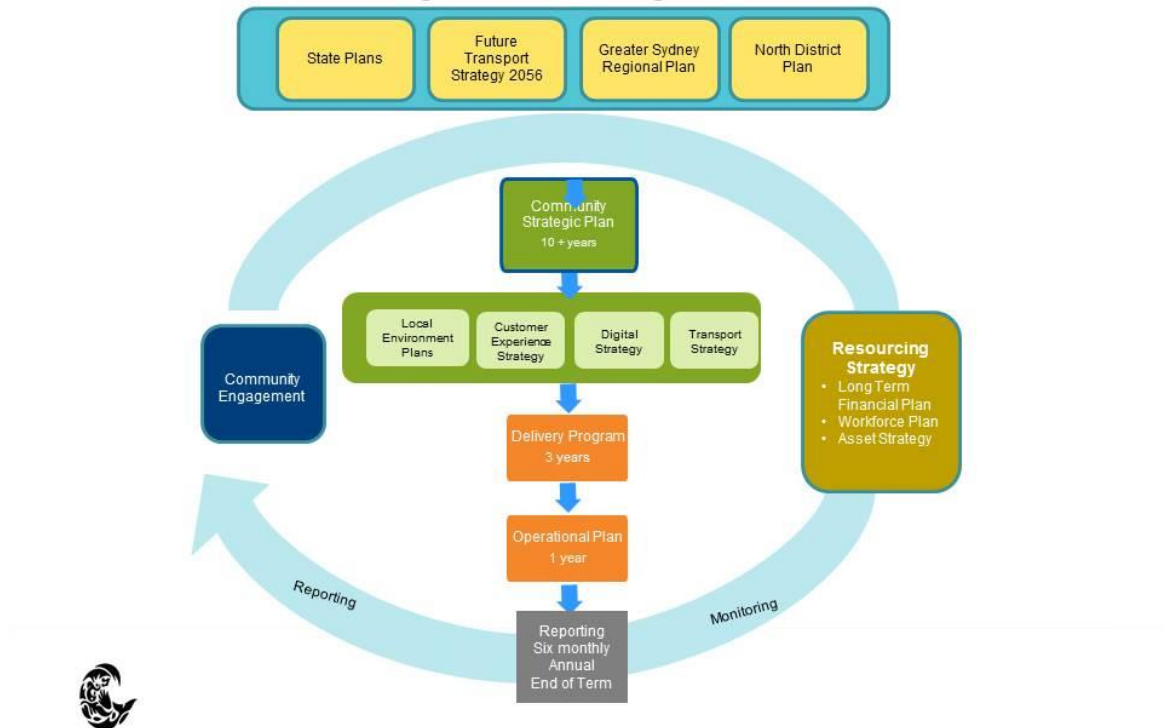 State Plans
Future
Transport
Strategy 2056
Greater Sydney
Regional Plan
North District
Plan
Community
Strategic Plan
10 + years
Local
Environment
Plans
Customer
Experience
Strategy
Digital
Strategy
Transport
Strategy
Community
Engagement
Resourcing
Strategy
• Long Term
Financial Plan
• Workforce Plan
• Asset Strategy
Delivery Program
3 years
Operational Plan
1 year
Reporting
Monitoring
Reporting
Six monthly
Annual
End of Term